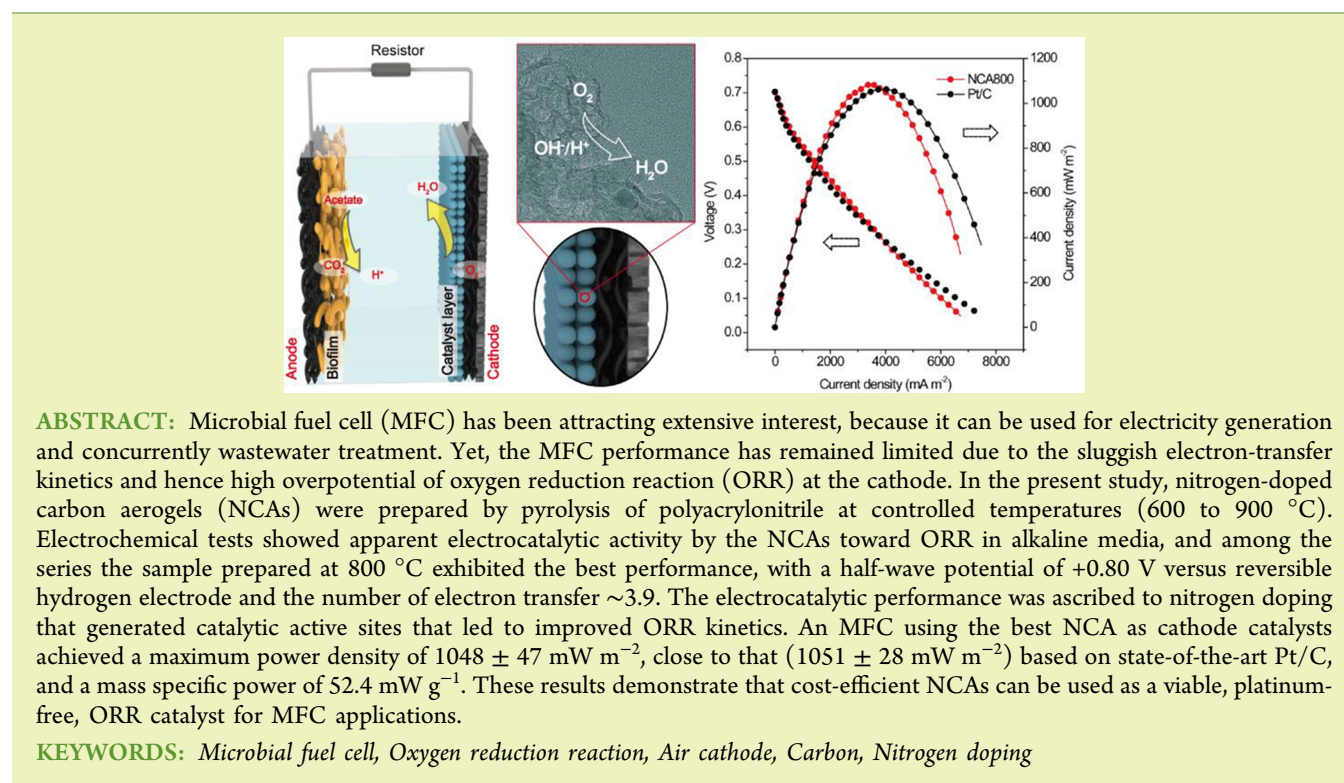 Resistor
Acetate
CO2
H+
H2O
O2
Anode
Biofilm
Catalyst layer
Cathode
O2
OH-/H+
H2O
NCA800
Pt/C
Voltage (V)
0.8
0.7
0.6
0.5
0.4
0.3
0.2
0.1
0.0
1200
1000
800
600
400
200
0
Current density (mW m-2)
0 2000 4000 6000 8000
Current density (mA m-2)
ABSTRACT: Microbial fuel cell (MFC) has been attracting extensive interest, because it can be used for electricity generation
and concurrently wastewater treatment. Yet, the MFC performance has remained limited due to the sluggish electron-transfer
kinetics and hence high overpotential of oxygen reduction reaction (ORR) at the cathode. In the present study, nitrogen-doped
carbon aerogels (NCAs) were prepared by pyrolysis of polyacrylonitrile at controlled temperatures (600 to 900 °C).
Electrochemical tests showed apparent electrocatalytic activity by the NCAs toward ORR in alkaline media, and among the
series the sample prepared at 800 °C exhibited the best performance, with a half-wave potential of +0.80 V versus reversible
hydrogen electrode and the number of electron transfer ∼3.9. The electrocatalytic performance was ascribed to nitrogen doping
that generated catalytic active sites that led to improved ORR kinetics. An MFC using the best NCA as cathode catalysts
achieved a maximum power density of 1048 ± 47 mW m−2, close to that (1051 ± 28 mW m−2) based on state-of-the-art Pt/C,
and a mass specific power of 52.4 mW g−1. These results demonstrate that cost-efficient NCAs can be used as a viable, platinum-
free, ORR catalyst for MFC applications.
KEYWORDS: Microbial fuel cell, Oxygen reduction reaction, Air cathode, Carbon, Nitrogen doping